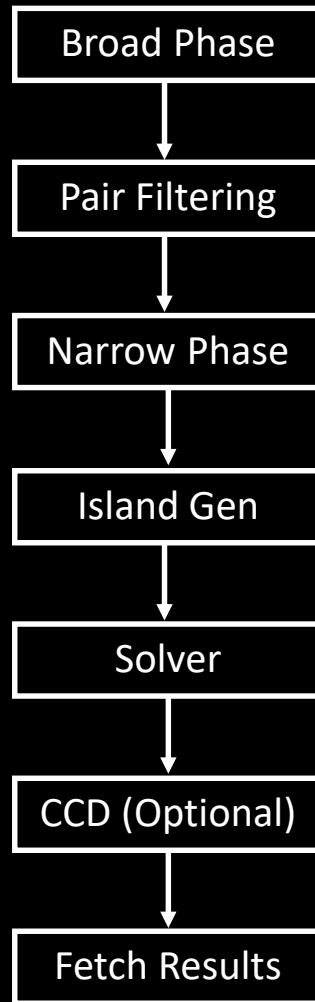 Broad Phase
Pair Filtering
Narrow Phase
Island Gen
Solver
CCD (Optional)
Fetch Results